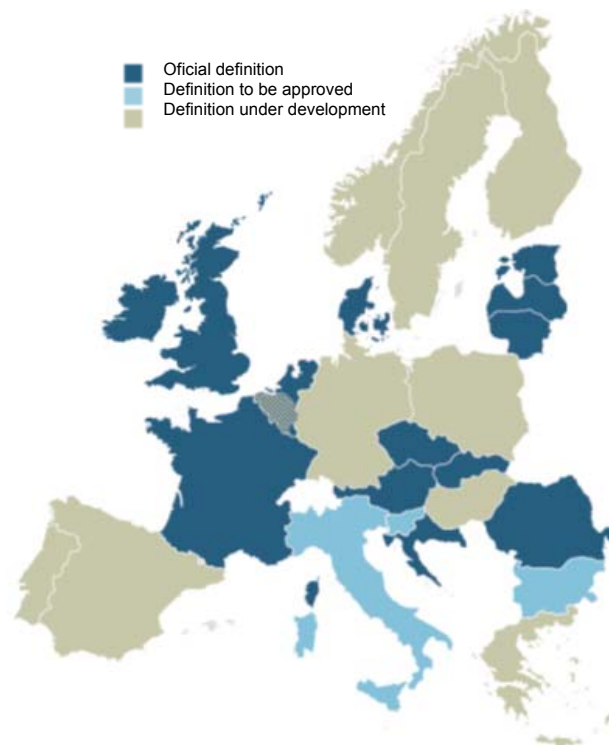 Oficial definition
Definition to be approved
Definition under development